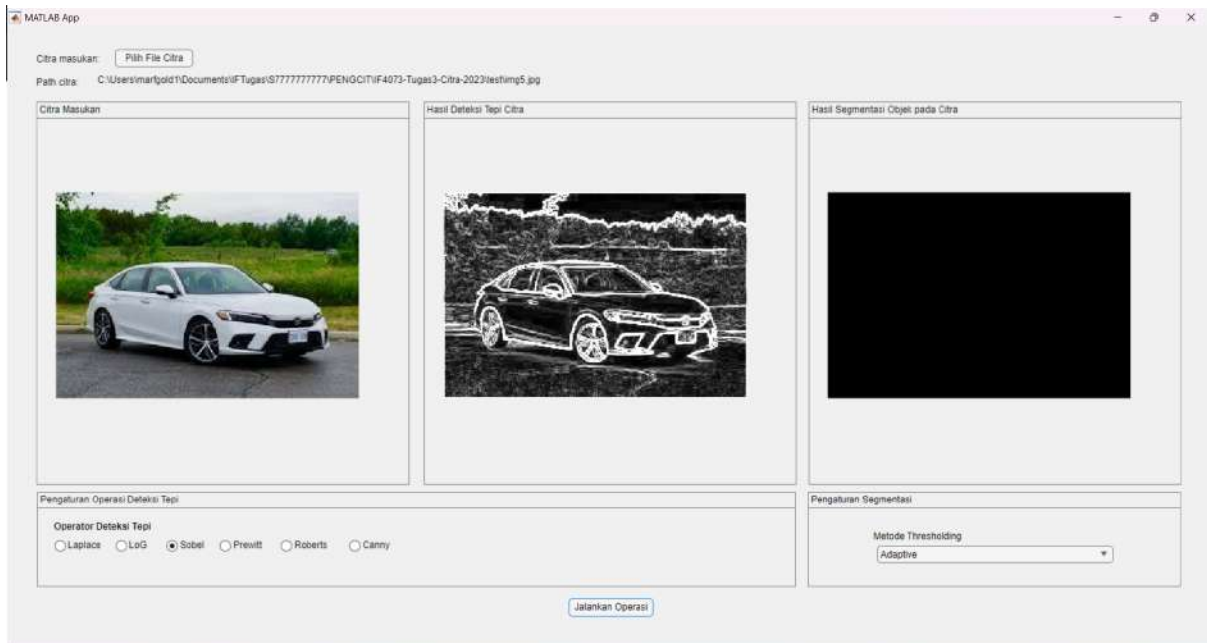 MATLAB App
Citra masukan: Pilih File Citra
Path citra: C:\Users\marfgold1\Documents\IFTugas\S7777777777\PENGCIT\IF4073-Tugas3-Citra-2023\test\img5.jpg
Citra Masukan
Hasil Deteksi Tepi Citra
Hasil Segmentasi Objek pada Citra
Pengaturan Operasi Deteksi Tepi
Pengaturan Segmentasi
Operator Deteksi Tepi
Laplace LoG Sobel Prewitt Roberts Canny
Metode Thresholding
Adaptive
Jalankan Operasi